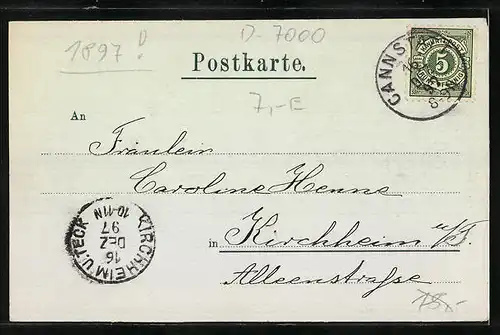 1897!
D-7000
Postkarte.
7,-E
An
Fräulein
Caroline Henne
in Kirchheim u/T
Alleenstraße
CANNS
5
KIRCHHEIM U. TECK
16
DEZ
97
10-11N